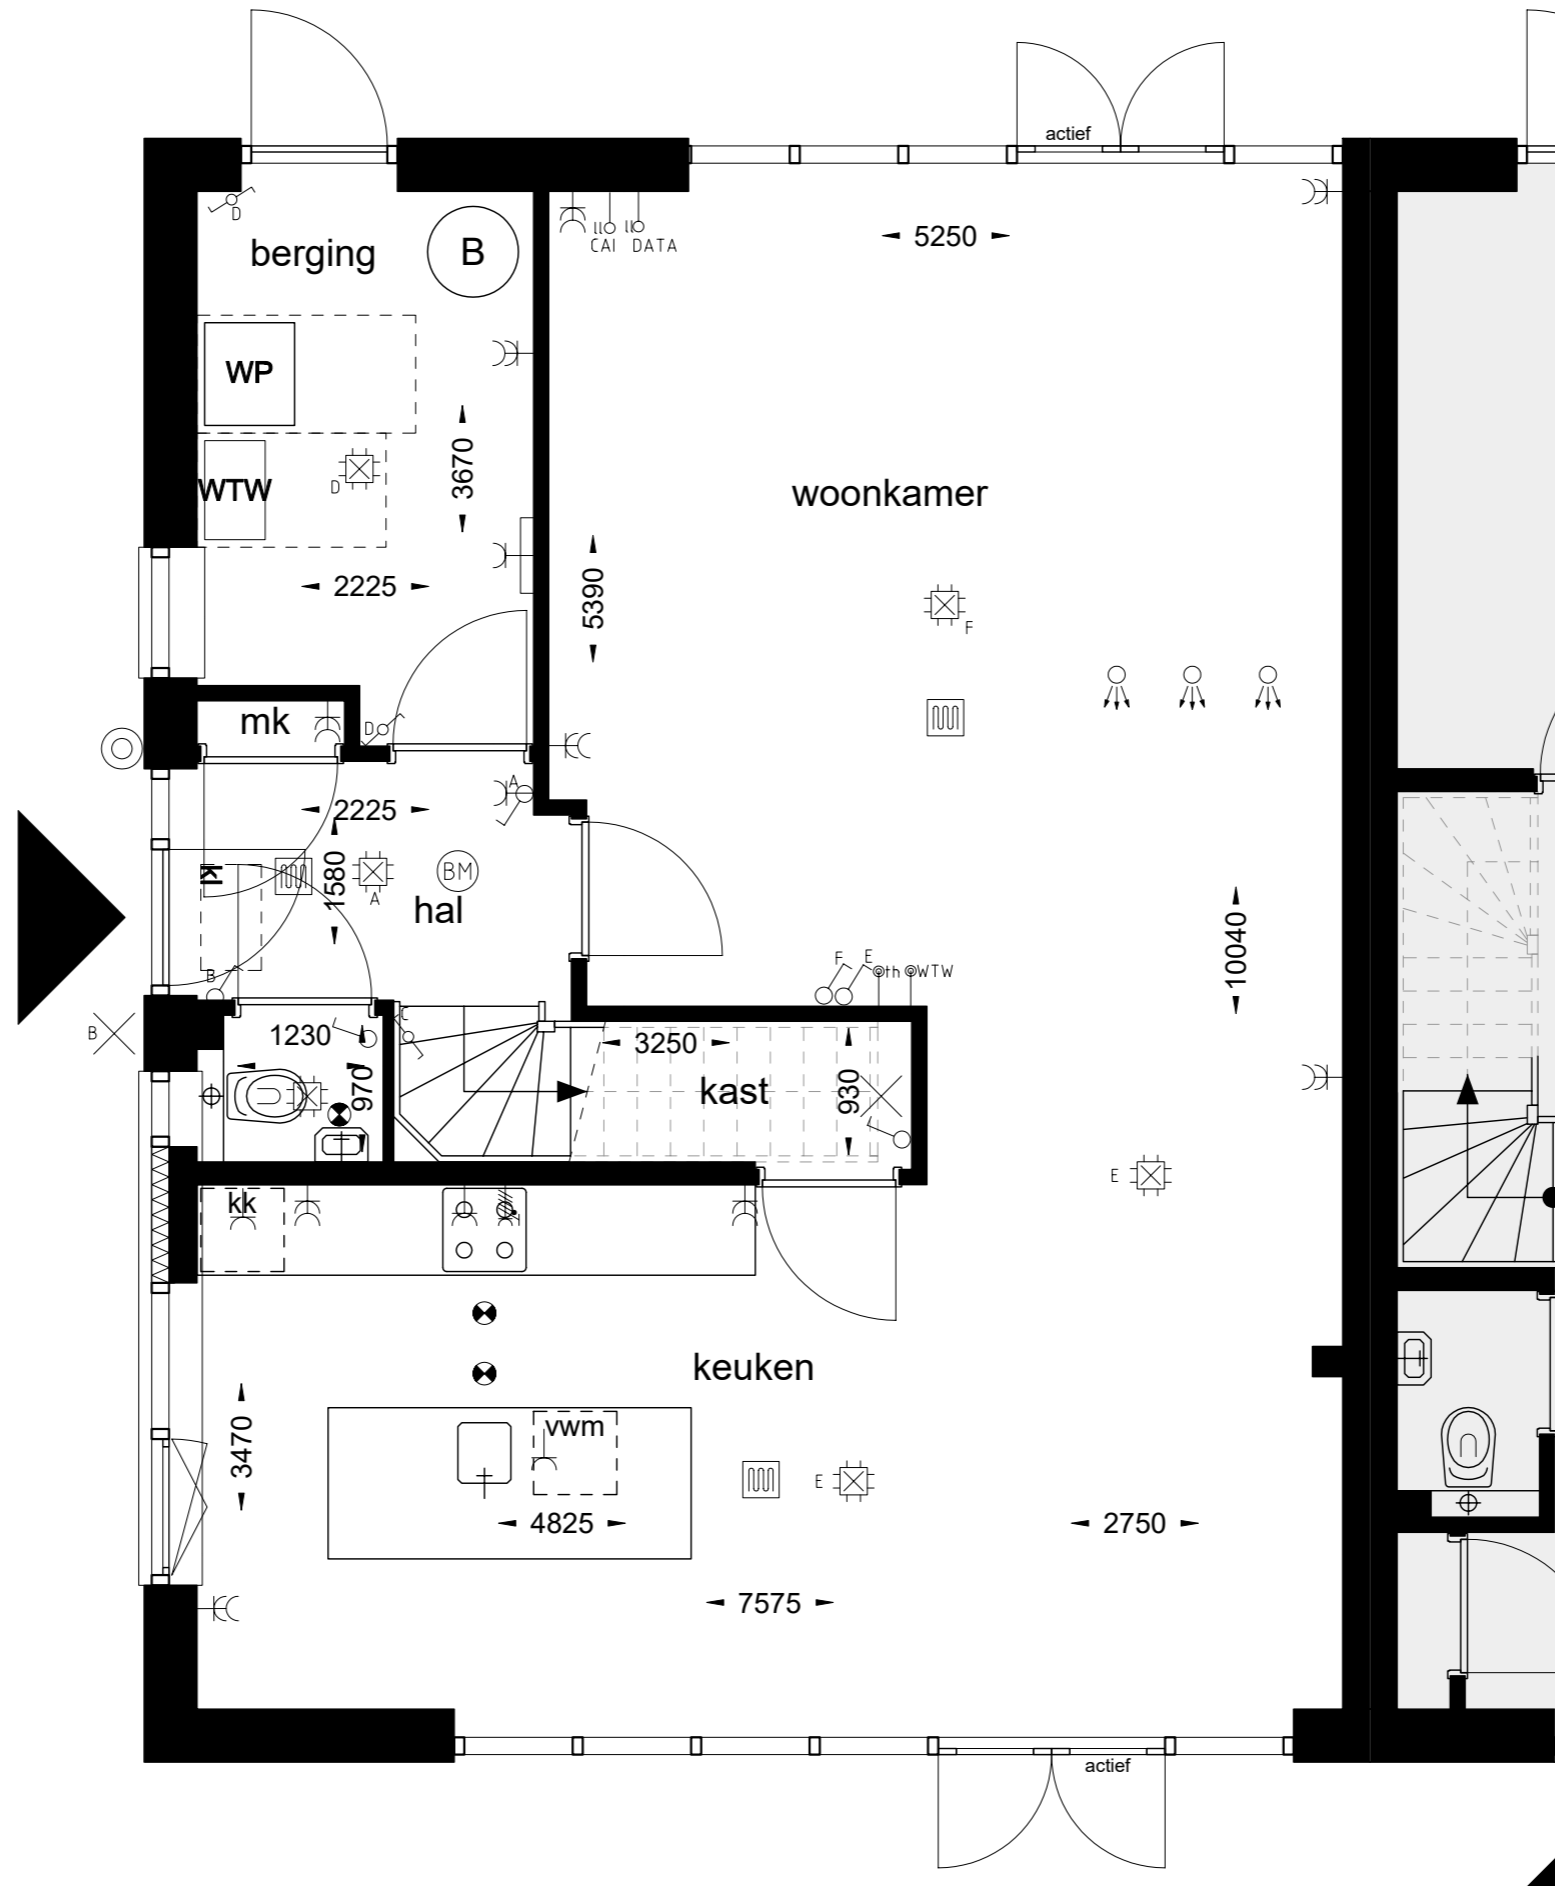 actief
D
berging
B
CAI
DATA
5250
WP
WTW
D
3670
woonkamer
2225
5390
F
mk
D
A
2225
kl
1580
A
BM
hal
10040
B
F
E
th
WTW
B
1230
C
3250
970
kast
930
E
kk
keuken
3470
vwm
E
4825
2750
7575
actief